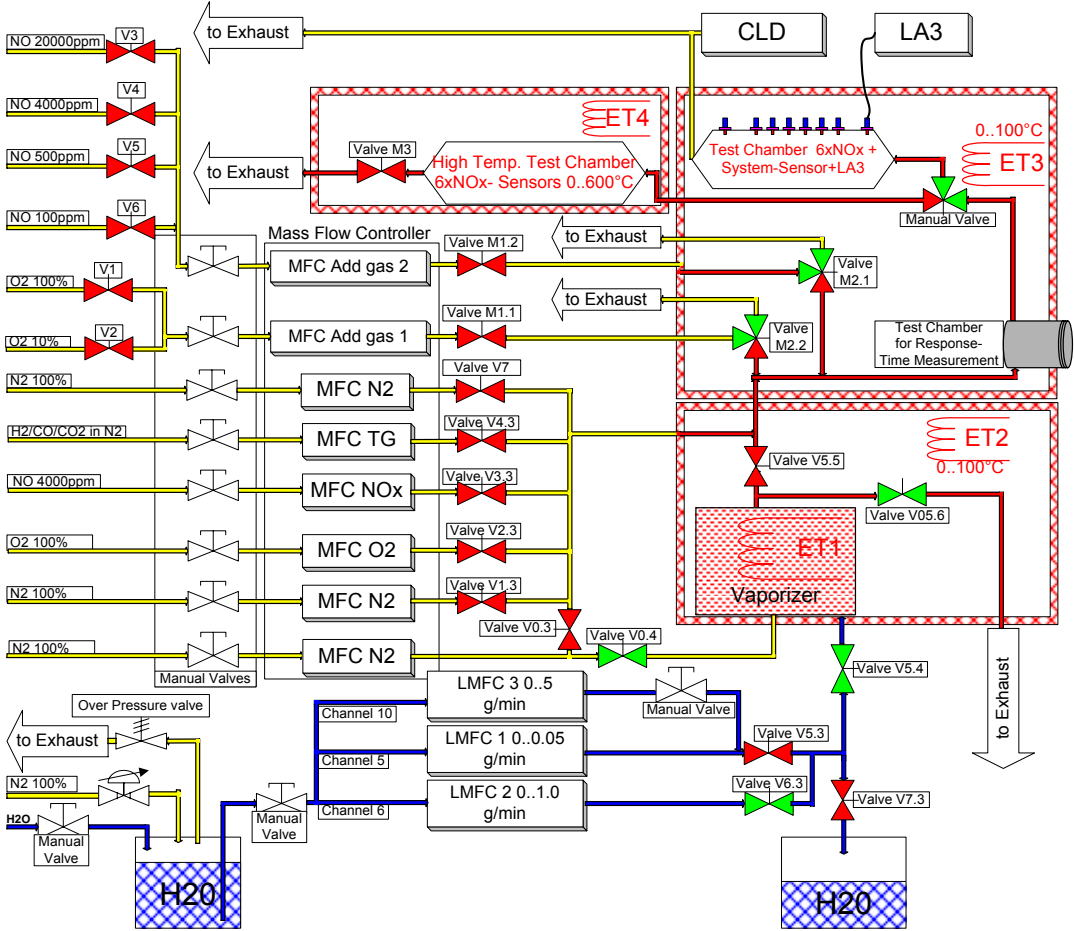 to Exhaust
CLD
LA3
V3
NO 20000ppm
V4
NO 4000ppm
V5
NO 500ppm
V6
NO 100ppm
ET4
Valve M3
High Temp. Test Chamber
6xNOx- Sensors 0..600°C
to Exhaust
0..100°C
ET3
Test Chamber 6xNOx +
System-Sensor+LA3
Manual Valve
Mass Flow Controller
MFC Add gas 2
Valve M1.2
to Exhaust
Valve
M2.1
V1
O2 100%
V2
O2 10%
MFC Add gas 1
Valve M1.1
to Exhaust
Valve
M2.2
Test Chamber
for Response-
Time Measurement
N2 100%
MFC N2
Valve V7
H2/CO/CO2 in N2
MFC TG
Valve V4.3
NO 4000ppm
MFC NOx
Valve V3.3
O2 100%
MFC O2
Valve V2.3
N2 100%
MFC N2
Valve V1.3
Valve V0.3
N2 100%
MFC N2
Valve V0.4
Manual Valves
ET2
0..100°C
Valve V5.5
Valve V05.6
ET1
Vaporizer
Valve V5.4
to Exhaust
Over Pressure valve
to Exhaust
N2 100%
H2O
Manual
Valve
H20
Manual
Valve
Channel 10
LMFC 3 0..5
g/min
Manual Valve
Channel 5
LMFC 1 0..0.05
g/min
Valve V5.3
Channel 6
LMFC 2 0..1.0
g/min
Valve V6.3
Valve V7.3
H20